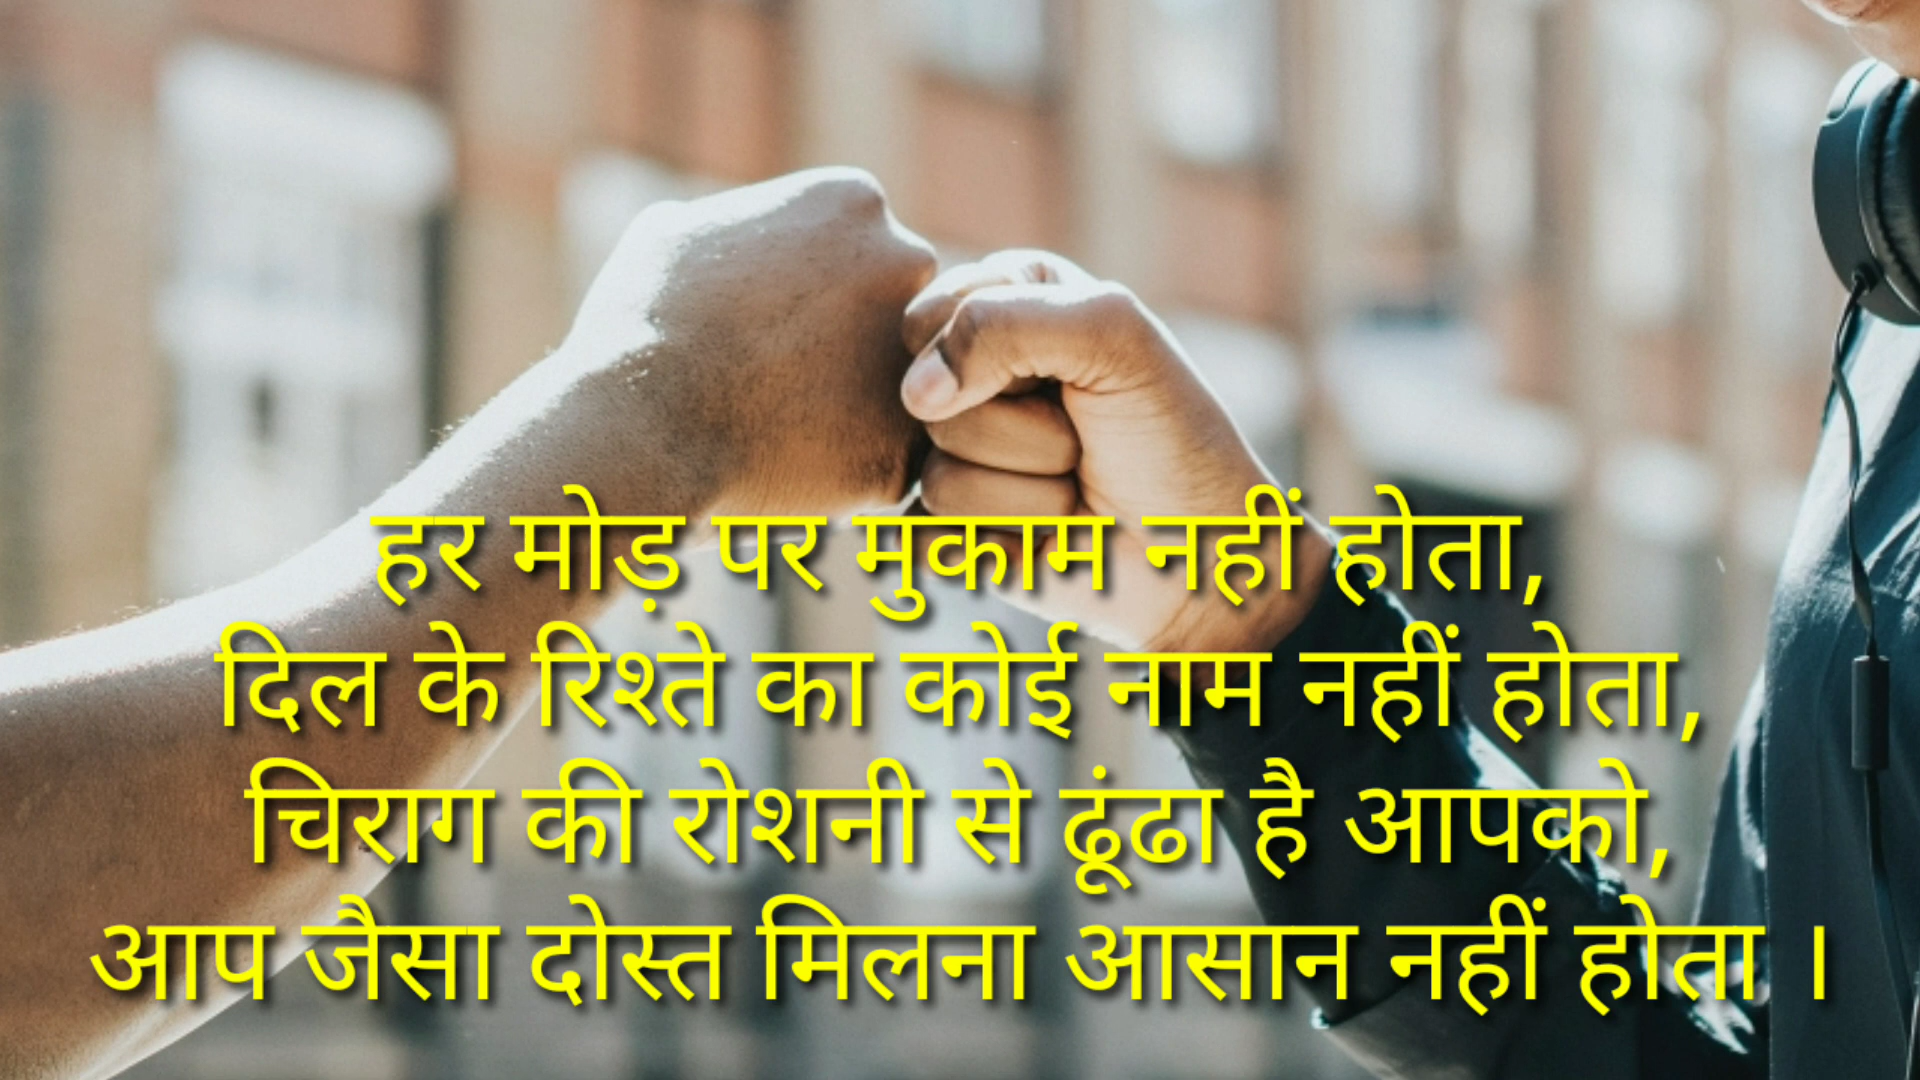 हर मोड़ पर मुकाम नहीं होता,
दिल के रिश्ते का कोई नाम नहीं होता,
चिराग की रोशनी से ढूंढा है आपको,
आप जैसा दोस्त मिलना आसान नहीं होता ।